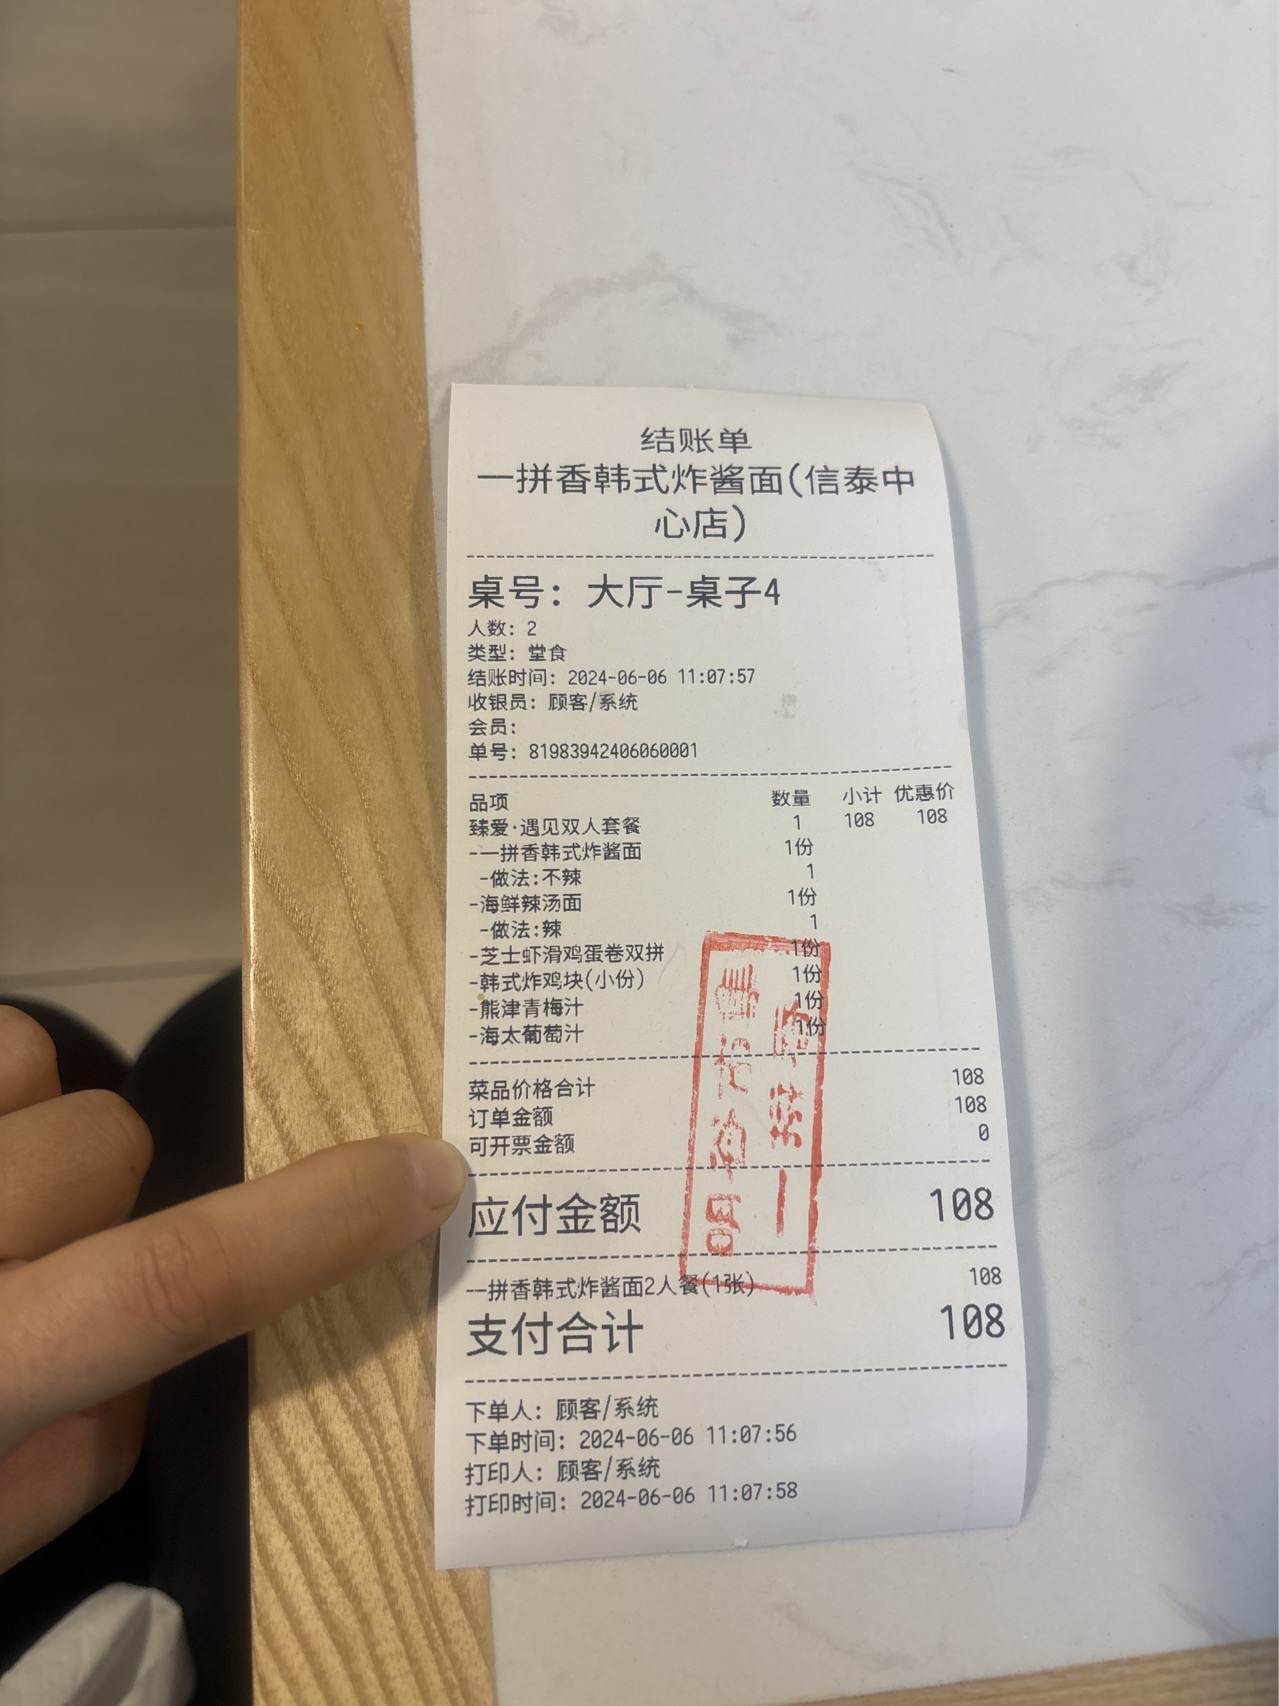 结账单
一拼香韩式炸酱面(信泰中
心店)
桌号: 大厅-桌子4
人数: 2
类型: 堂食
结账时间: 2024-06-06 11:07:57
收银员: 顾客/系统
会员:
单号: 81983942406060001
品项 数量 小计 优惠价
臻爱·遇见双人套餐 1 108 108
-一拼香韩式炸酱面 1份
-做法:不辣 1
-海鲜辣汤面 1份
-做法:辣 1
-芝士虾滑鸡蛋卷双拼 1份
-韩式炸鸡块(小份) 1份
-熊津青梅汁 1份
-海太葡萄汁 1份
菜品价格合计 108
订单金额 108
可开票金额 0
应付金额 108
一拼香韩式炸酱面2人餐(1张) 108
支付合计 108
下单人: 顾客/系统
下单时间: 2024-06-06 11:07:56
打印人: 顾客/系统
打印时间: 2024-06-06 11:07:58